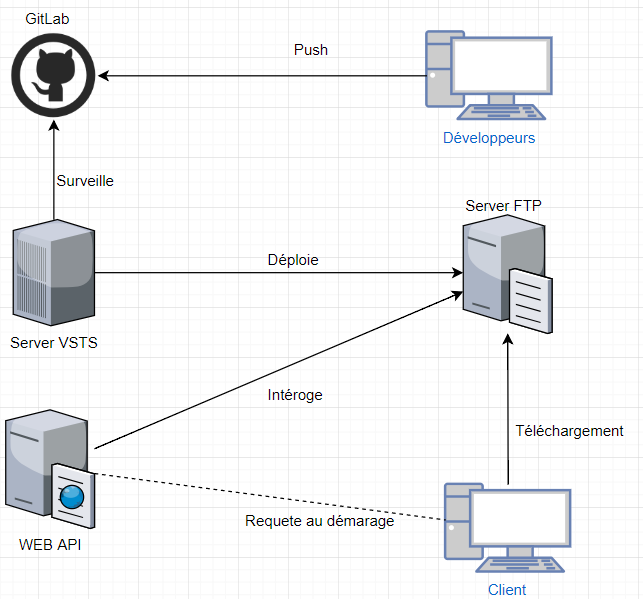 GitLab
Push
Développeurs
Surveille
Server FTP
Déploie
Server VSTS
Intéroge
Téléchargement
Requete au démarage
WEB API
Client